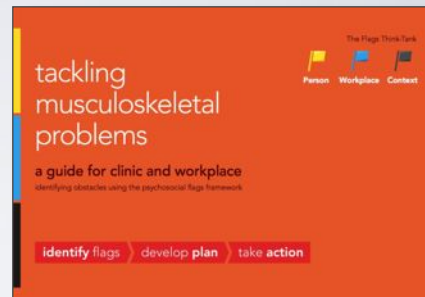 The Flags Think-Tank
Person Workplace Context
tackling
musculoskeletal
problems
a guide for clinic and workplace
identifying obstacles using the psychosocial flags framework
identify flags develop plan take action